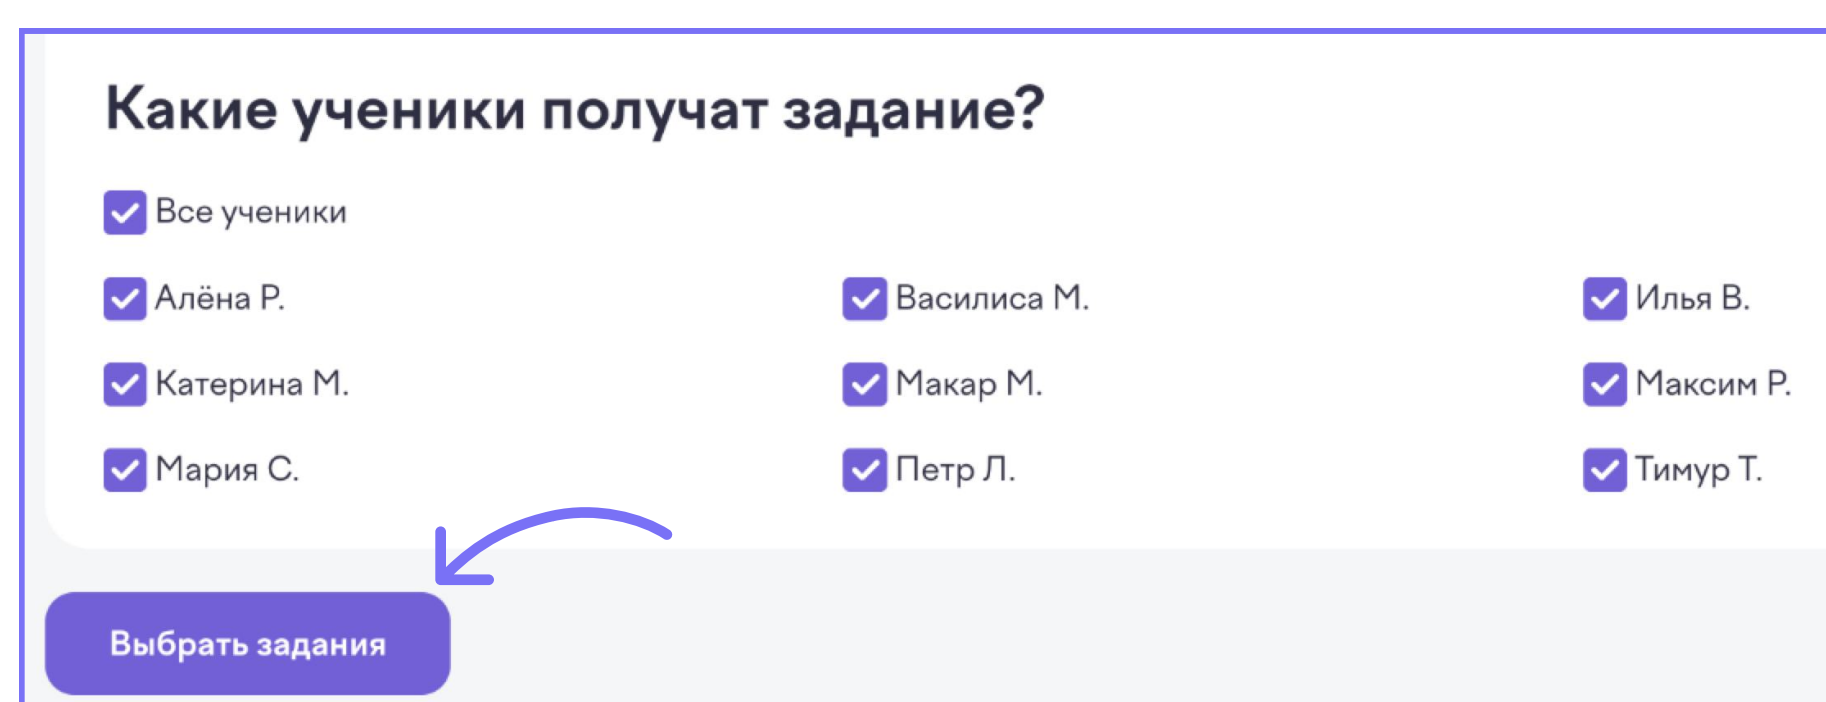 Какие ученики получат задание?
Все ученики
Алёна Р.
Василиса М.
Илья В.
Катерина М.
Макар М.
Максим Р.
Мария С.
Петр Л.
Тимур Т.
Выбрать задания